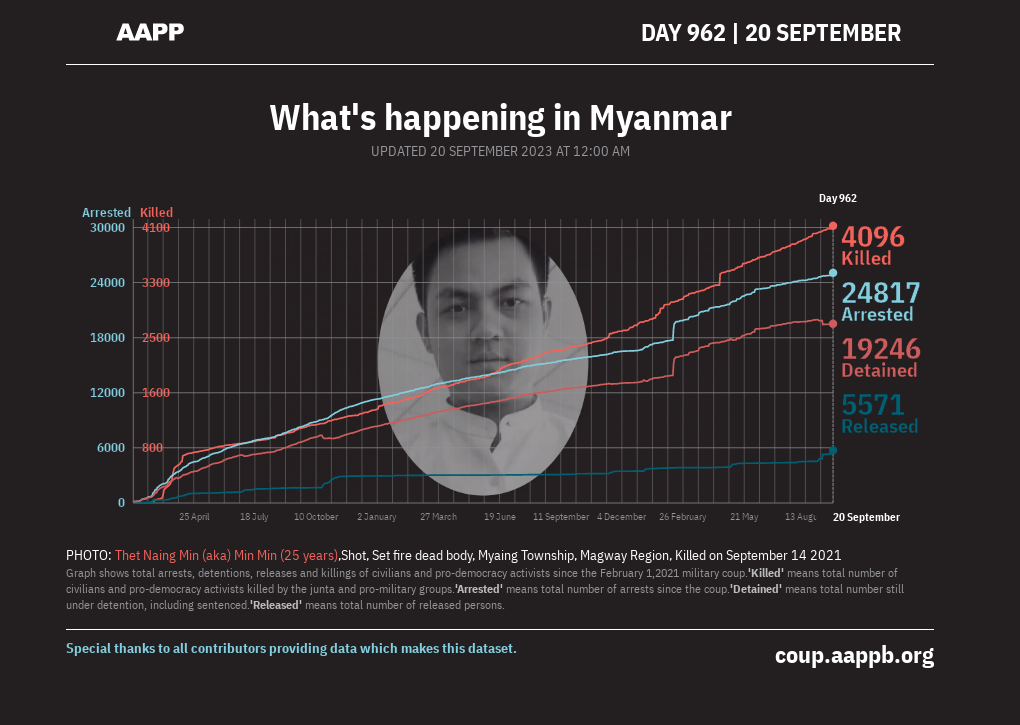 AAPP
DAY 962 | 20 SEPTEMBER
What's happening in Myanmar
UPDATED 20 SEPTEMBER 2023 AT 12:00 AM
Day 962
Arrested Killed
30000 4100
4096
Killed
24000 3300
24817
Arrested
18000 2500
19246
Detained
12000 1600
5571
Released
6000 800
0
25 April 18 July 10 October 2 January 27 March 19 June 11 September 4 December 26 February 21 May 13 Augu 20 September
PHOTO: Thet Naing Min (aka) Min Min (25 years),Shot, Set fire dead body, Myaing Township, Magway Region, Killed on September 14 2021
Graph shows total arrests, detentions, releases and killings of civilians and pro-democracy activists since the February 1,2021 military coup.'Killed' means total number of
civilians and pro-democracy activists killed by the junta and pro-military groups.'Arrested' means total number of arrests since the coup.'Detained' means total number still
under detention, including sentenced.'Released' means total number of released persons.
Special thanks to all contributors providing data which makes this dataset.
coup.aappb.org